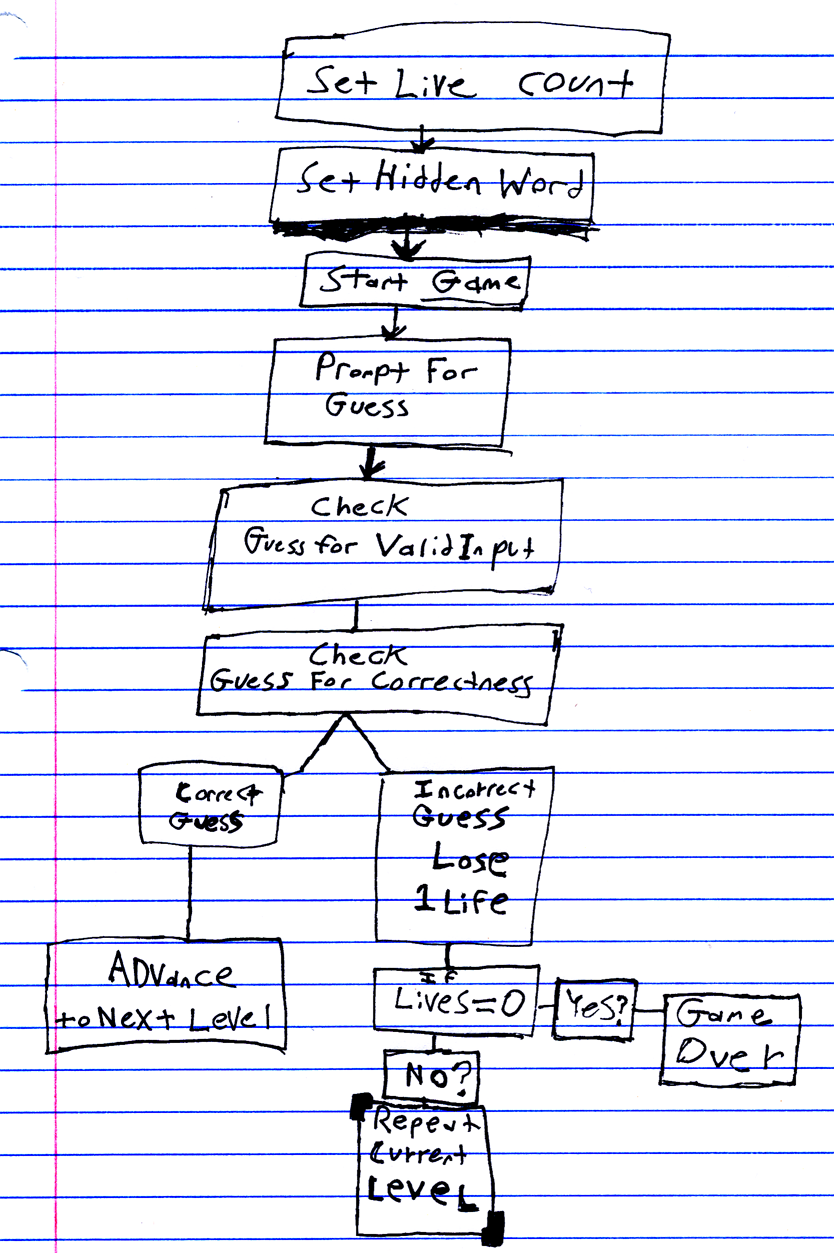 Set Live count
Set Hidden Word
Start Game
Prompt For
Guess
Check
Guess for Valid Input
Check
Guess For Correctness
Correct
Guess
Incorrect
Guess
Lose
1 Life
ADVance
to Next Level
If
Lives=0
Yes?
Game
Over
No?
Repeat
Current
Level